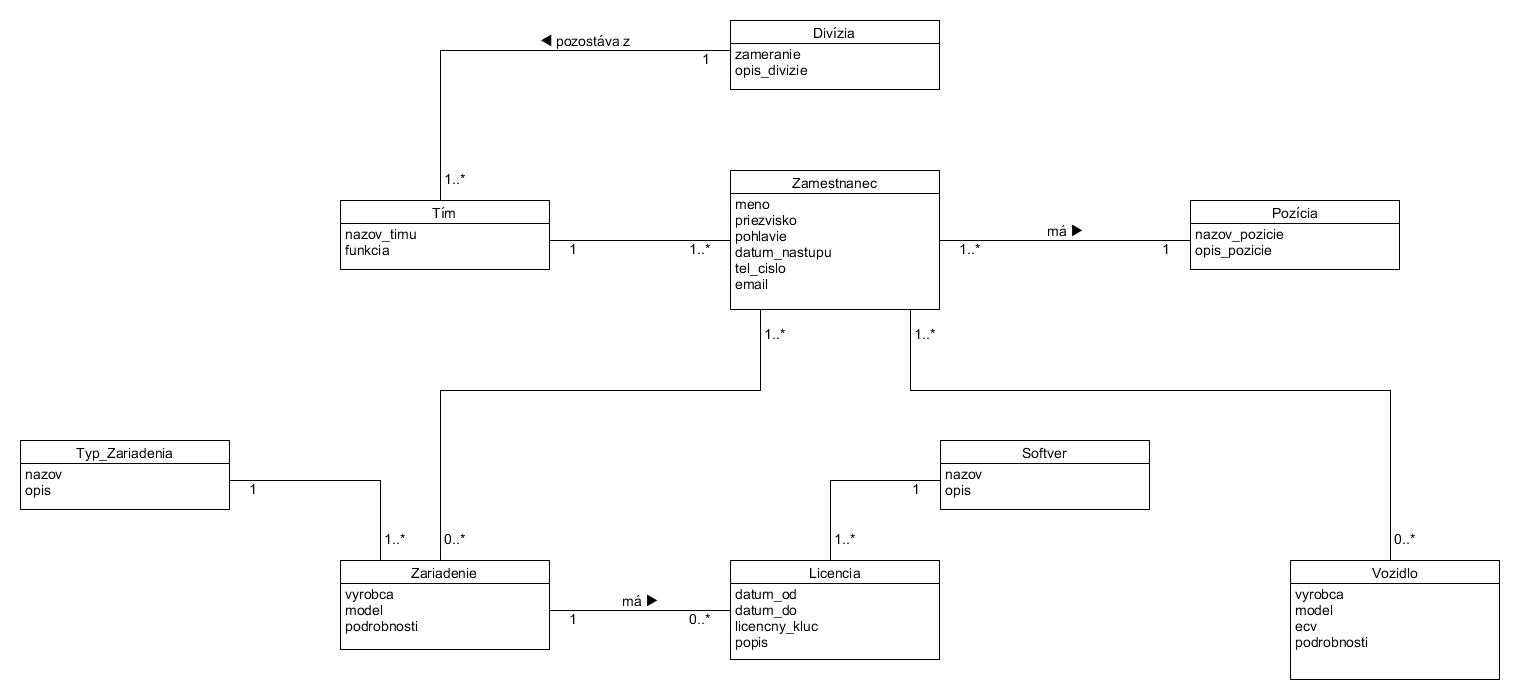 Divízia
zameranie
opis_divizie
◀ pozostáva z
1
1..*
Tím
nazov_timu
funkcia
1
1..*
Zamestnanec
meno
priezvisko
pohlavie
datum_nastupu
tel_cislo
email
má ▶
1..*
1
Pozícia
nazov_pozicie
opis_pozicie
1..*
1..*
Typ_Zariadenia
nazov
opis
1
1..*
0..*
Softver
nazov
opis
1
1..*
0..*
Zariadenie
vyrobca
model
podrobnosti
má ▶
1
0..*
Licencia
datum_od
datum_do
licencny_kluc
popis
Vozidlo
vyrobca
model
ecv
podrobnosti